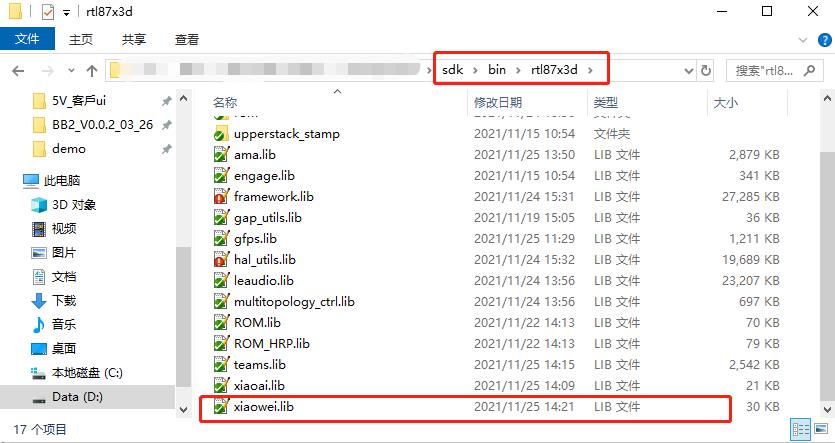 rtl87x3d
文件 主页 共享 查看
sdk bin rtl87x3d 搜索"rtl8...
名称 修改日期 类型 大小
5V_客戶ui
BB2_V0.0.2_03_26
demo
此电脑
3D 对象
视频
图片
文档
下载
音乐
桌面
本地磁盘 (C:)
Data (D:)
upperstack_stamp 2021/11/15 10:54 文件夹
ama.lib 2021/11/25 13:50 LIB 文件 2,879 KB
engage.lib 2021/11/15 10:54 LIB 文件 341 KB
framework.lib 2021/11/24 15:31 LIB 文件 27,285 KB
gap_utils.lib 2021/11/19 15:05 LIB 文件 36 KB
gfps.lib 2021/11/25 11:29 LIB 文件 1,211 KB
hal_utils.lib 2021/11/24 15:32 LIB 文件 19,689 KB
leaudio.lib 2021/11/24 13:56 LIB 文件 23,207 KB
multitopology_ctrl.lib 2021/11/24 13:56 LIB 文件 697 KB
ROM.lib 2021/11/22 14:13 LIB 文件 70 KB
ROM_HRP.lib 2021/11/22 14:13 LIB 文件 79 KB
teams.lib 2021/11/25 14:15 LIB 文件 2,542 KB
xiaoai.lib 2021/11/25 14:09 LIB 文件 21 KB
xiaowei.lib 2021/11/25 14:21 LIB 文件 30 KB
17 个项目